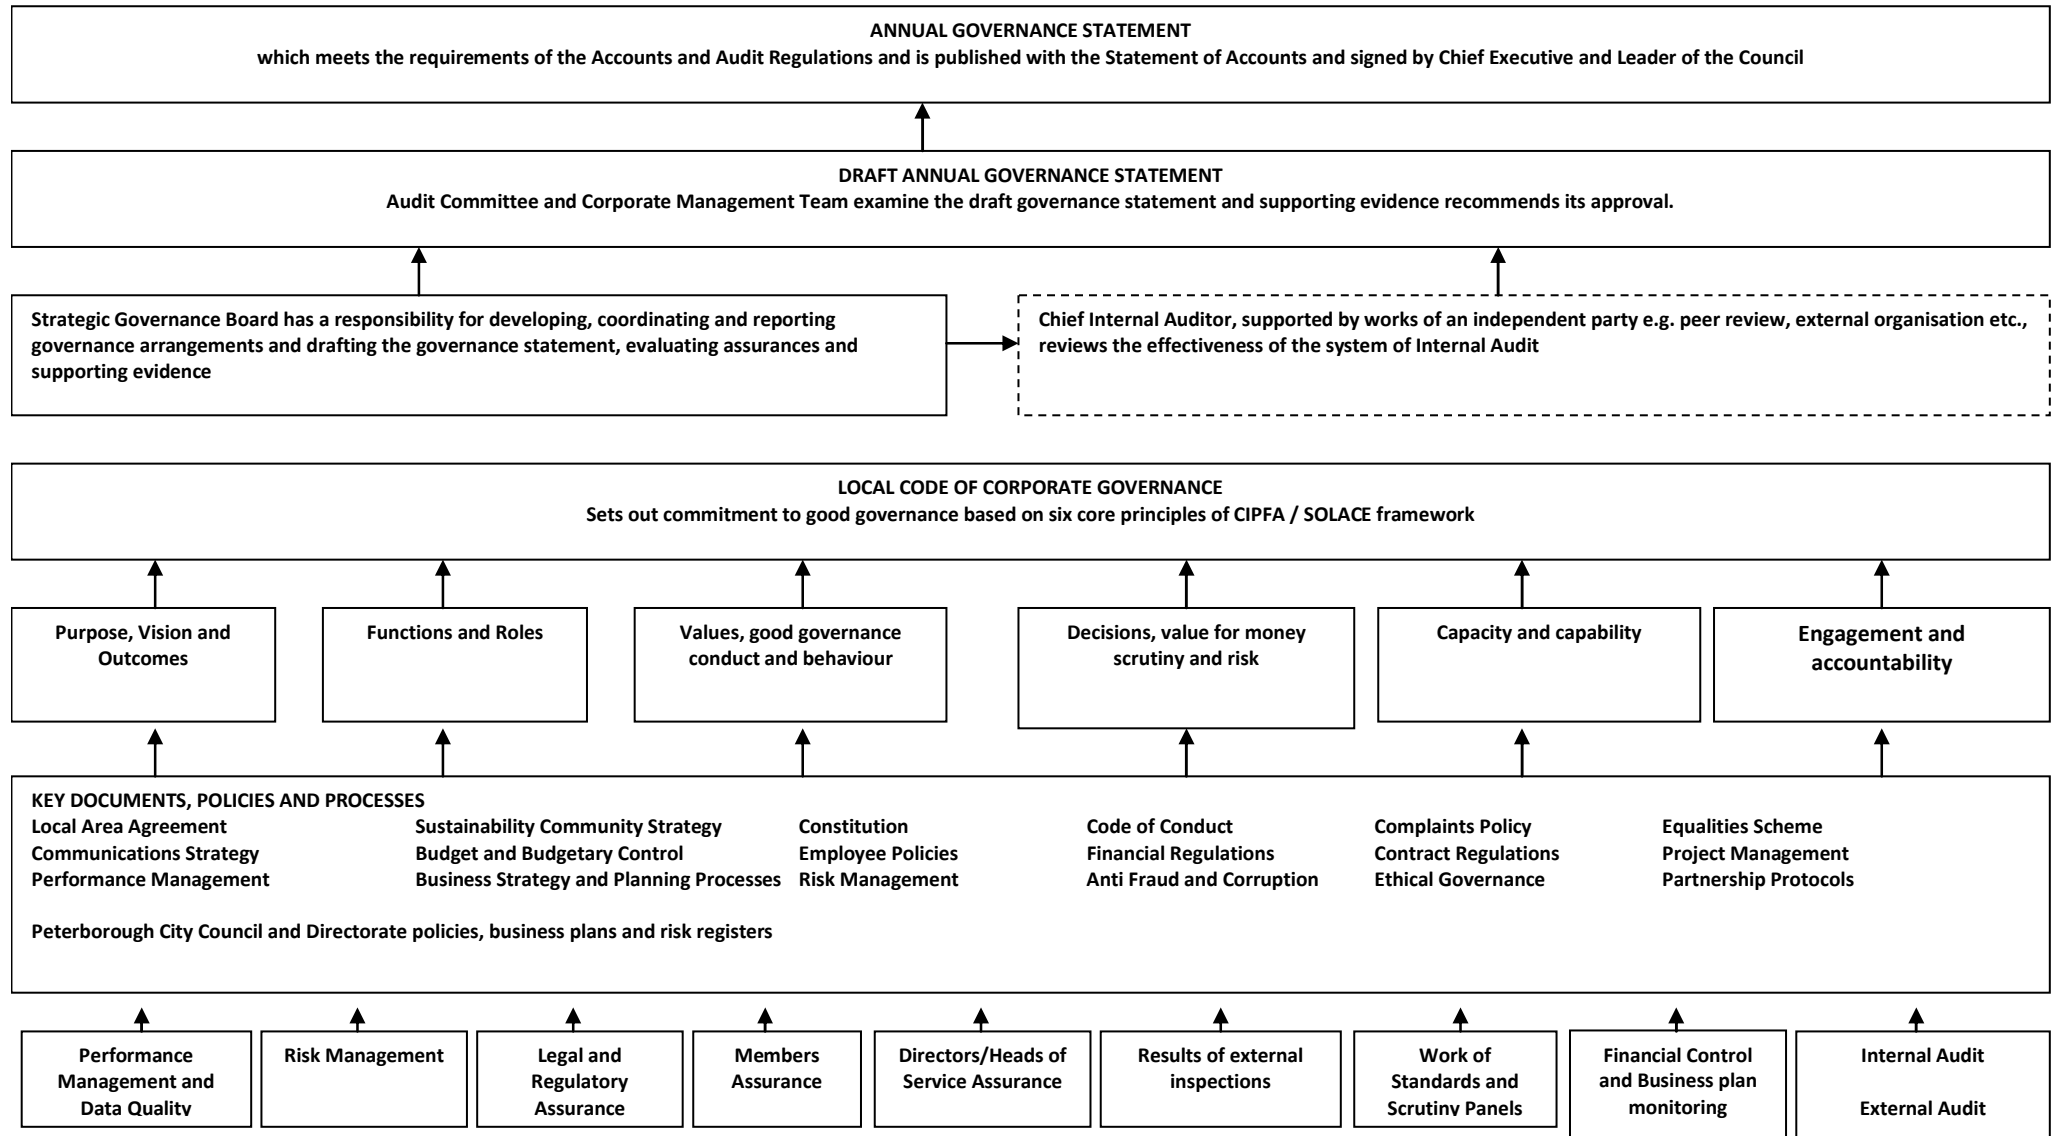 ANNUAL GOVERNANCE STATEMENT
which meets the requirements of the Accounts and Audit Regulations and is published with the Statement of Accounts and signed by Chief Executive and Leader of the Council
DRAFT ANNUAL GOVERNANCE STATEMENT
Audit Committee and Corporate Management Team examine the draft governance statement and supporting evidence recommends its approval.
Strategic Governance Board has a responsibility for developing, coordinating and reporting
governance arrangements and drafting the governance statement, evaluating assurances and
supporting evidence
Chief Internal Auditor, supported by works of an independent party e.g. peer review, external organisation etc.,
reviews the effectiveness of the system of Internal Audit
LOCAL CODE OF CORPORATE GOVERNANCE
Sets out commitment to good governance based on six core principles of CIPFA / SOLACE framework
Purpose, Vision and
Outcomes
Functions and Roles
Values, good governance
conduct and behaviour
Decisions, value for money
scrutiny and risk
Capacity and capability
Engagement and
accountability
KEY DOCUMENTS, POLICIES AND PROCESSES
Local Area Agreement Sustainability Community Strategy Constitution Code of Conduct Complaints Policy Equalities Scheme
Communications Strategy Budget and Budgetary Control Employee Policies Financial Regulations Contract Regulations Project Management
Performance Management Business Strategy and Planning Processes Risk Management Anti Fraud and Corruption Ethical Governance Partnership Protocols
Peterborough City Council and Directorate policies, business plans and risk registers
Performance
Management and
Data Quality
Risk Management
Legal and
Regulatory
Assurance
Members
Assurance
Directors/Heads of
Service Assurance
Results of external
inspections
Work of
Standards and
Scrutiny Panels
Financial Control
and Business plan
monitoring
Internal Audit
External Audit